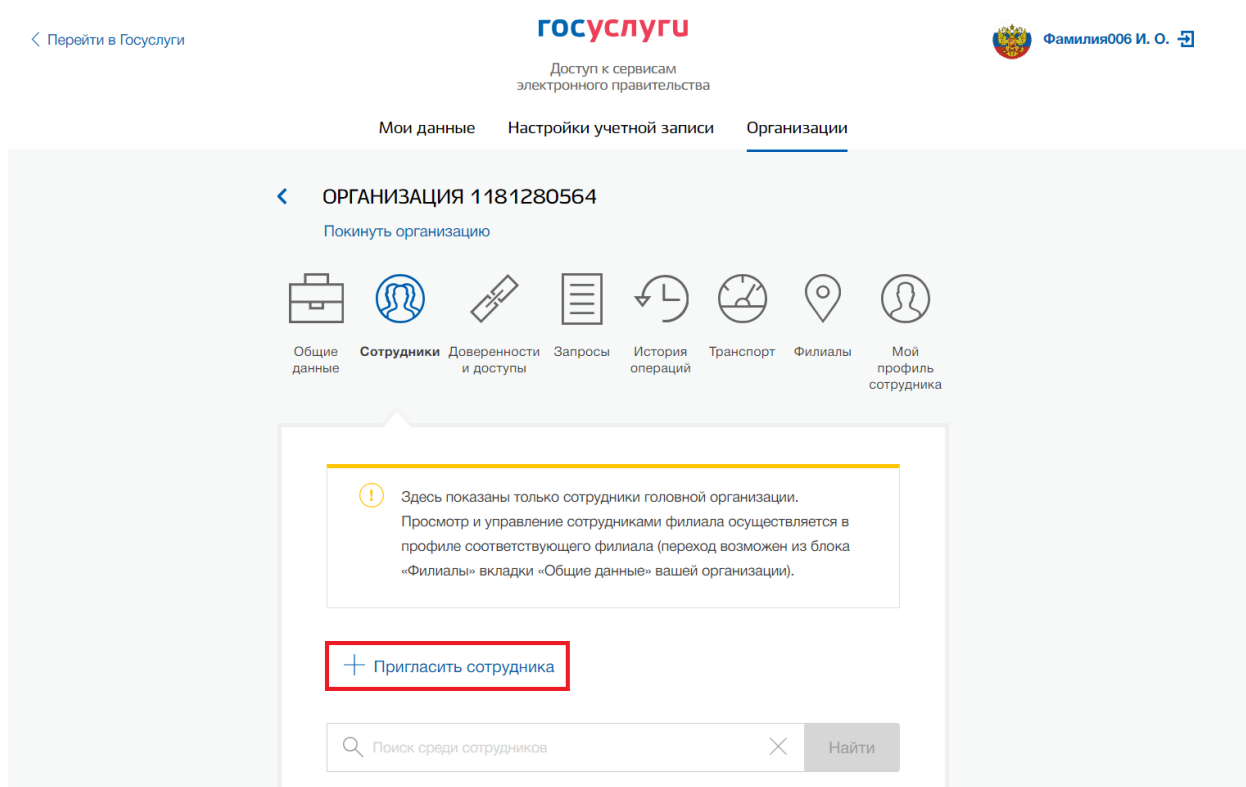 Перейти в Госуслуги
госуслуги
Фамилия006 И. О.
Доступ к сервисам
электронного правительства
Мои данные Настройки учетной записи Организации
ОРГАНИЗАЦИЯ 1181280564
Покинуть организацию
Общие данные
Сотрудники
Доверенности и доступы
Запросы
История операций
Транспорт
Филиалы
Мой профиль сотрудника
Здесь показаны только сотрудники головной организации.
Просмотр и управление сотрудниками филиала осуществляется в
профиле соответствующего филиала (переход возможен из блока
«Филиалы» вкладки «Общие данные» вашей организации).
Пригласить сотрудника
Поиск среди сотрудников
Найти